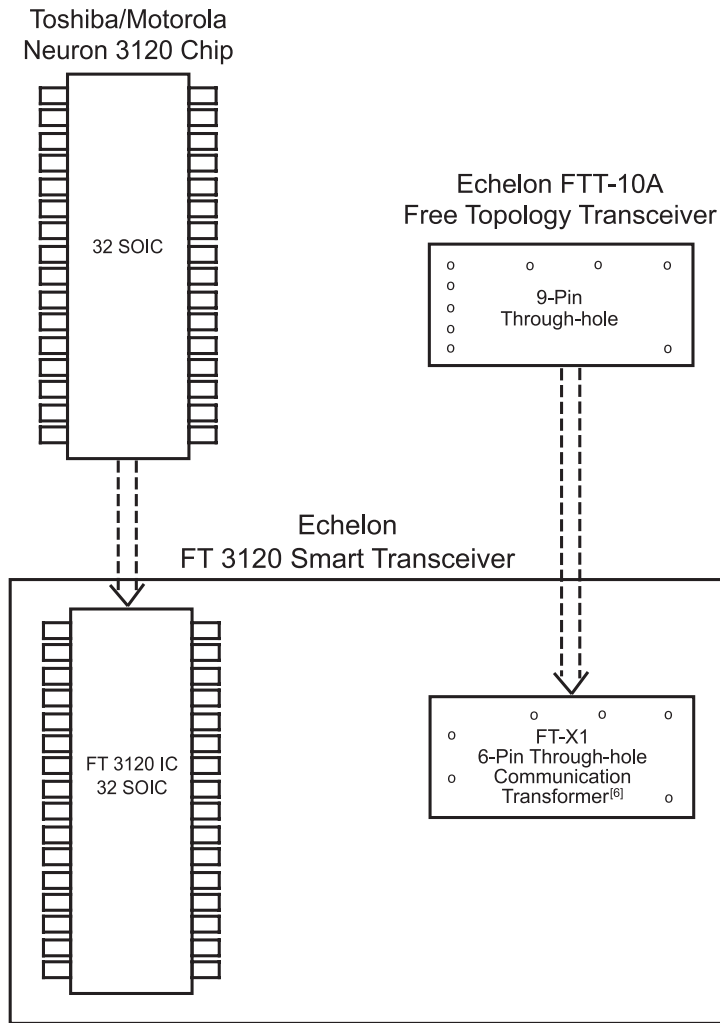 Toshiba/Motorola
Neuron 3120 Chip
32 SOIC
Echelon FTT-10A
Free Topology Transceiver
9-Pin
Through-hole
Echelon
FT 3120 Smart Transceiver
FT 3120 IC
32 SOIC
FT-X1
6-Pin Through-hole
Communication
Transformer[6]